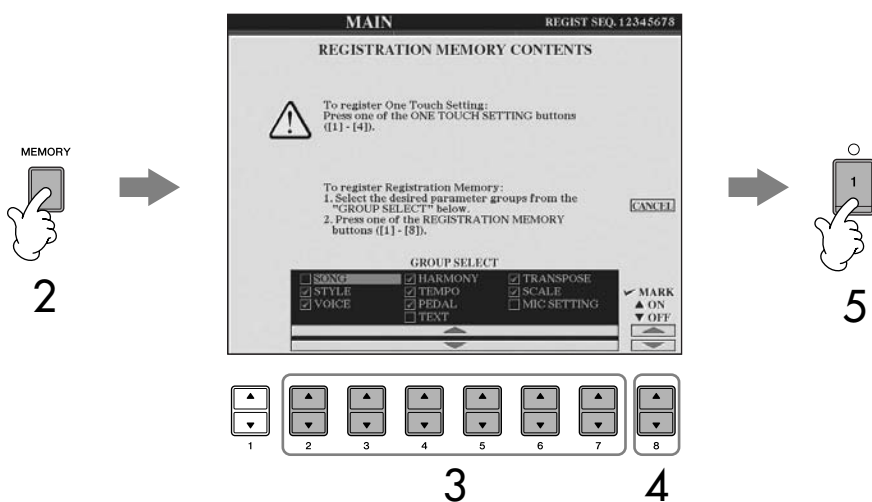 MAIN REGIST SEQ. 12345678
REGISTRATION MEMORY CONTENTS
To register One Touch Setting:
Press one of the ONE TOUCH SETTING buttons
([1] - [4]).
MEMORY
2
To register Registration Memory:
1. Select the desired parameter groups from the
"GROUP SELECT" below.
2. Press one of the REGISTRATION MEMORY
buttons ([1] - [8]).
CANCEL
1
5
GROUP SELECT
SONG HARMONY TRANSPOSE
STYLE TEMPO SCALE
VOICE PEDAL MIC SETTING
TEXT
MARK
▲ ON
▼ OFF
1 2 3 4 5 6 7 8
3 4